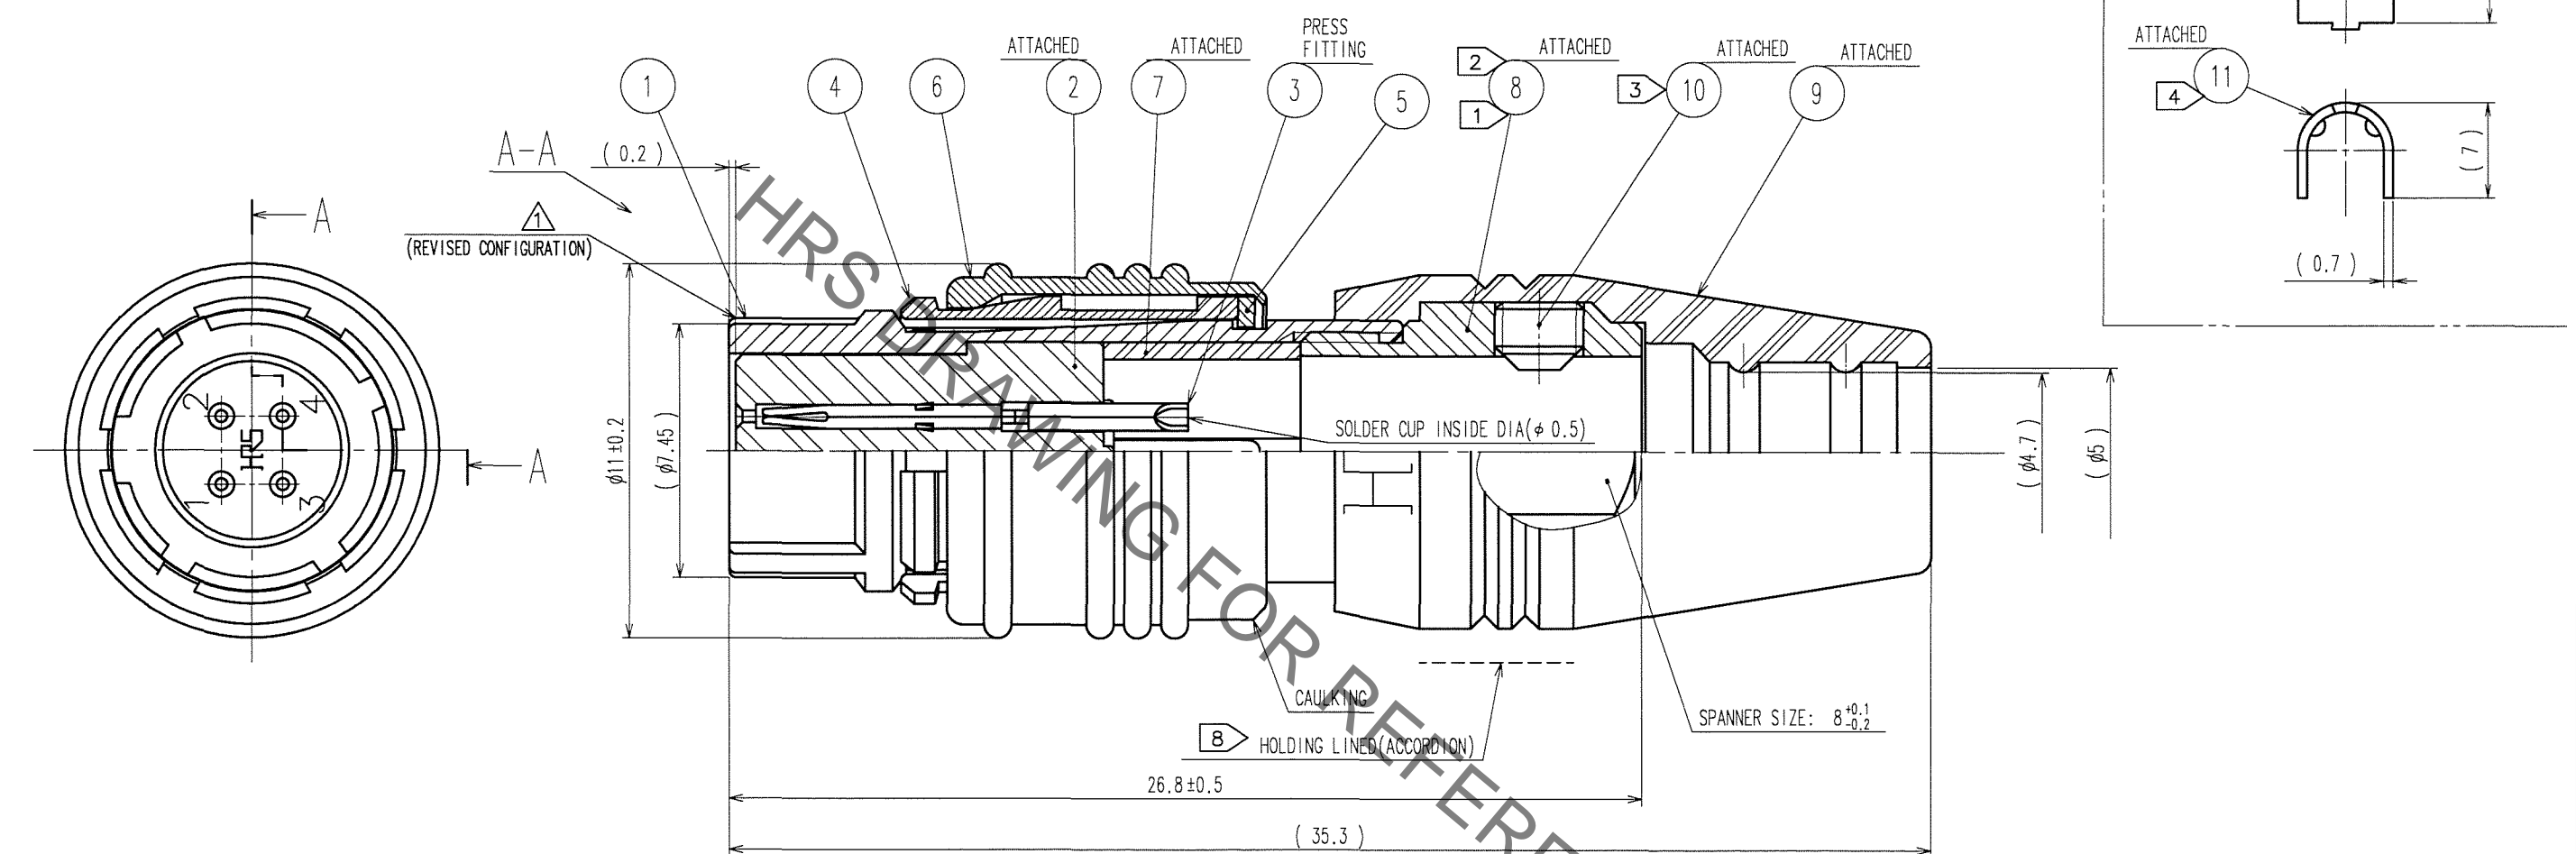 ATTACHED
ATTACHED
PRESS
FITTING
ATTACHED
ATTACHED
ATTACHED
1
4
6
2
7
3
5
2
8
1
3
10
9
ATTACHED
11
4
(7)
(0.7)
A-A
(0.2)
1
(REVISED CONFIGURATION)
A
A
2
4
HRS
1
3
φ11±0.2
(φ7.45)
SOLDER CUP INSIDE DIA(φ 0.5)
H
(φ4.7)
(φ5)
CAULKING
8 HOLDING LINED(ACCORDION)
SPANNER SIZE: 8 +0.1 -0.2
26.8±0.5
(35.3)
HRS DRAWING FOR REFERE